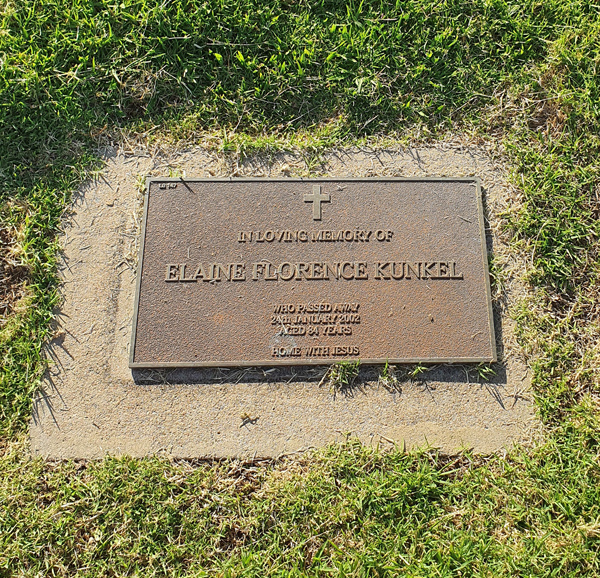 IN LOVING MEMORY OF
ELAINE FLORENCE KUNKEL
WHO PASSED AWAY
24TH JANUARY 2002
AGED 84 YEARS
HOME WITH JESUS